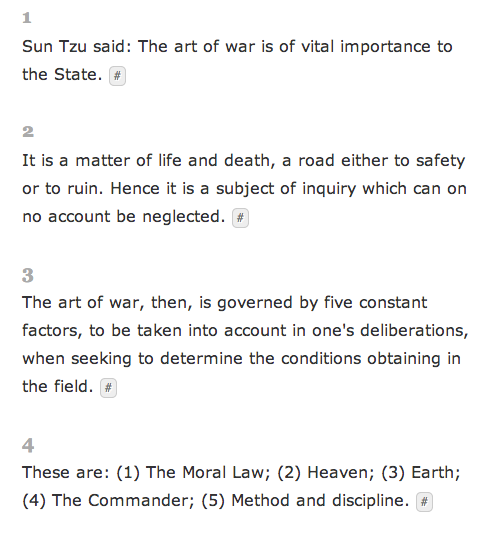 1
Sun Tzu said: The art of war is of vital importance to
the State. #
2
It is a matter of life and death, a road either to safety
or to ruin. Hence it is a subject of inquiry which can on
no account be neglected. #
3
The art of war, then, is governed by five constant
factors, to be taken into account in one's deliberations,
when seeking to determine the conditions obtaining in
the field. #
4
These are: (1) The Moral Law; (2) Heaven; (3) Earth;
(4) The Commander; (5) Method and discipline. #